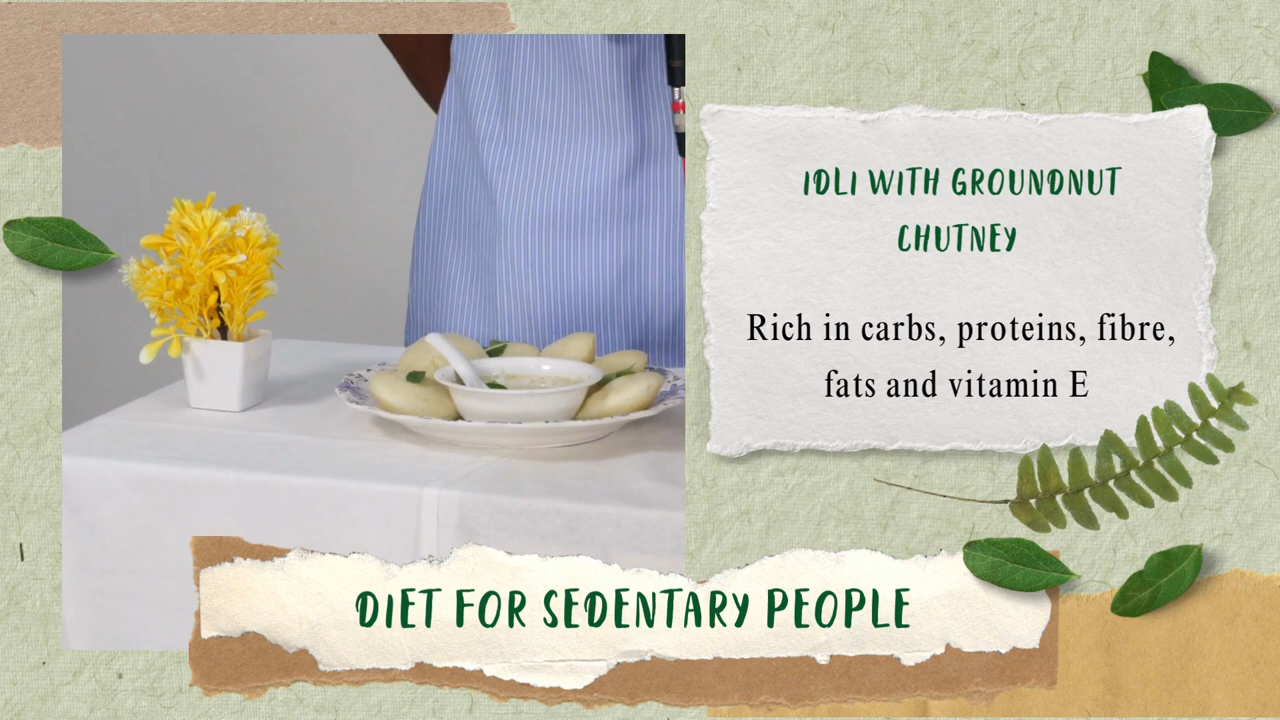 IDLI WITH GROUNDNUT
CHUTNEY
Rich in carbs, proteins, fibre,
fats and vitamin E
DIET FOR SEDENTARY PEOPLE